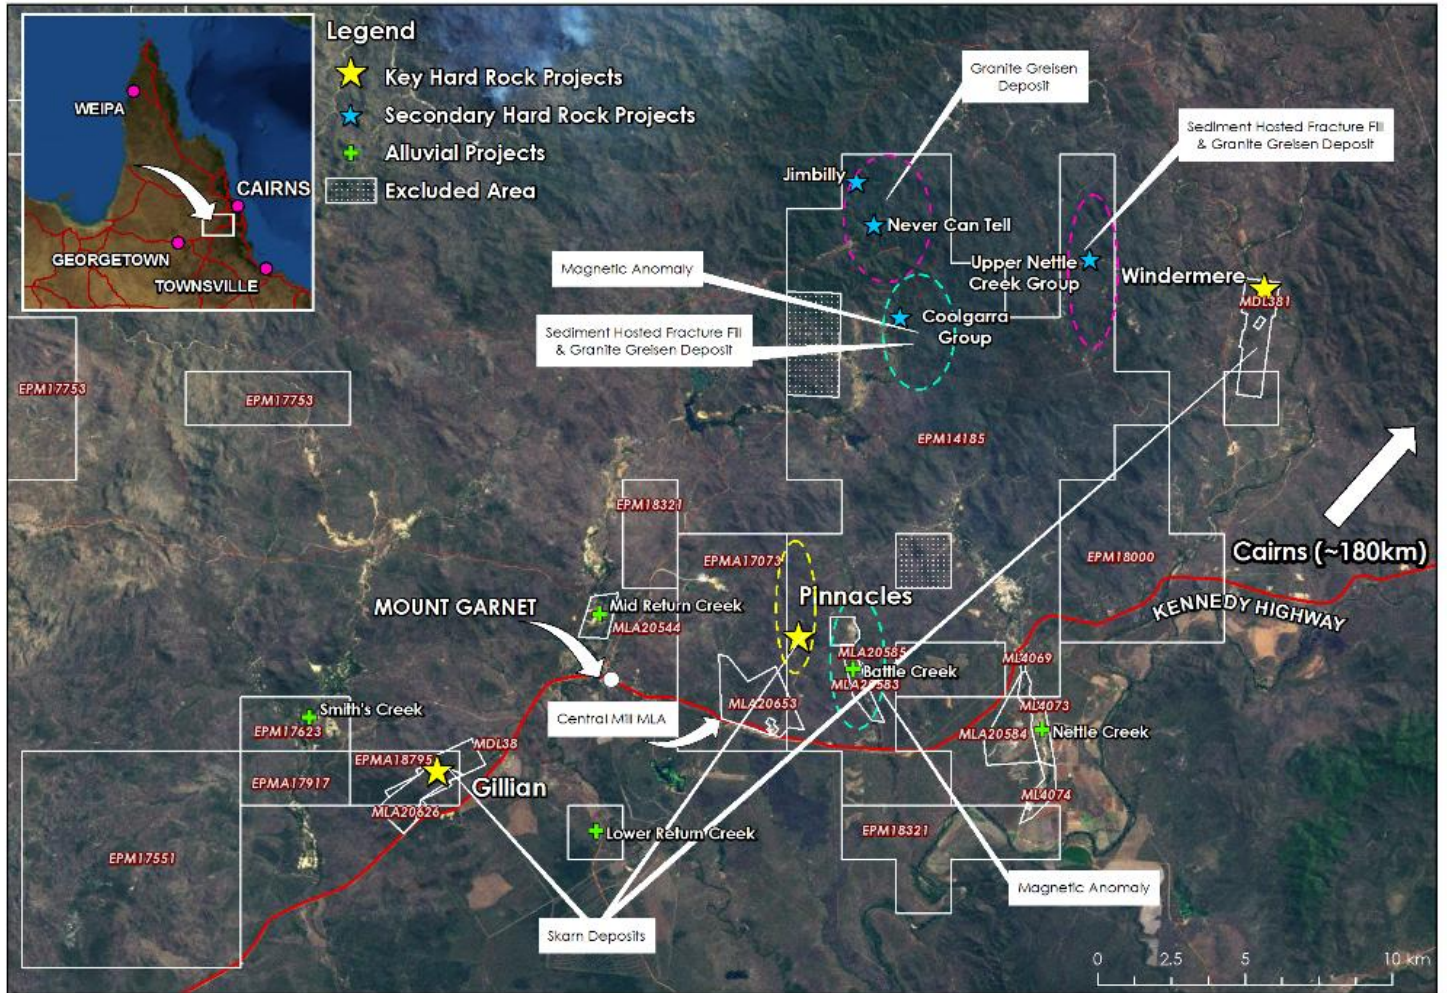 WEIPA
CAIRNS
GEORGETOWN
TOWNSVILLE
Legend
Key Hard Rock Projects
Secondary Hard Rock Projects
Alluvial Projects
Excluded Area
Granite Greisen
Deposit
Sediment Hosted Fracture Fill
& Granite Greisen Deposit
Jimbilly
Never Can Tell
Magnetic Anomaly
Upper Nettle
Creek Group
Windermere
MDL381
Sediment Hosted Fracture Fill
& Granite Greisen Deposit
Coolgarra
Group
EPM17753
EPM17753
EPM14185
EPM18321
Cairns (~180km)
EPMA17073
EPM18000
Pinnacles
KENNEDY HIGHWAY
MOUNT GARNET
Mid Return Creek
MLA20544
MLA20585
Battle Creek
MLA20583
ML4069
MLA20653
Central Mill MLA
ML4073
Nettle Creek
MLA20584
Smith's Creek
EPM17623
MDL38
EPMA18795
Gillian
EPMA17917
MLA20626
ML4074
Lower Return Creek
EPM18321
EPM17551
Magnetic Anomaly
Skarn Deposits
0 2.5 5 10 km